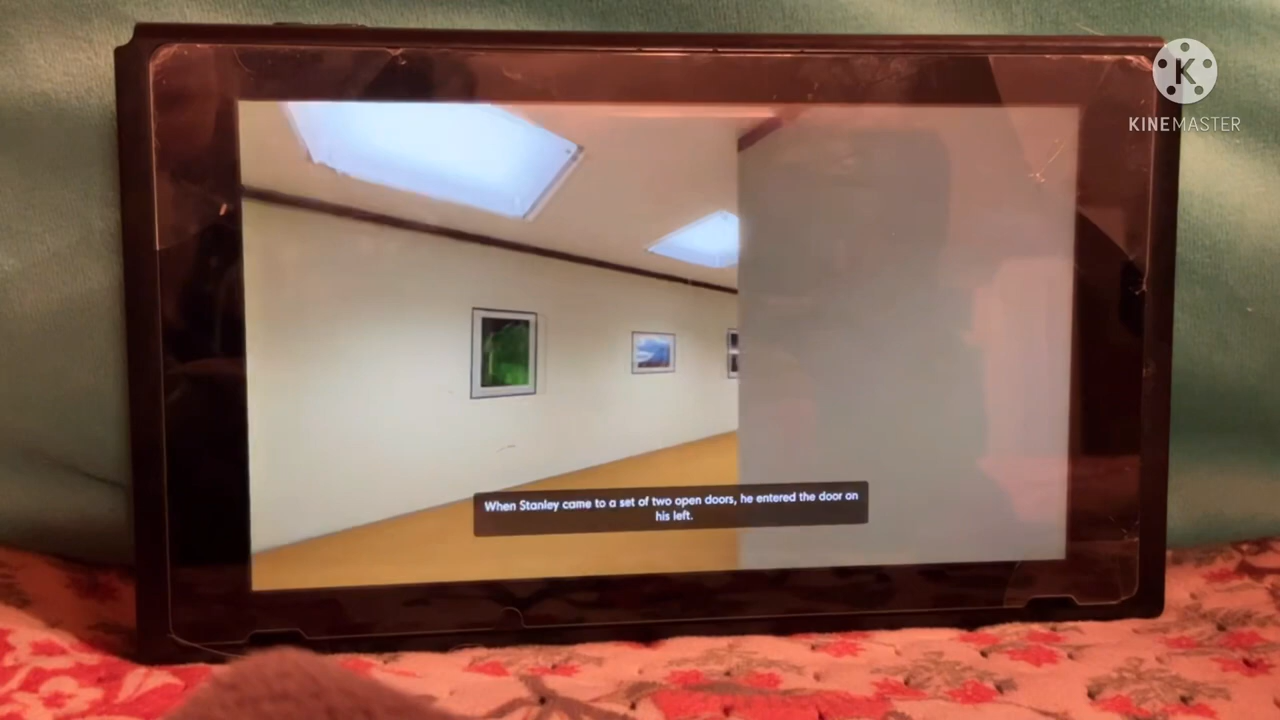 K
KINEMASTER
When Stanley came to a set of two open doors, he entered the door on
his left.